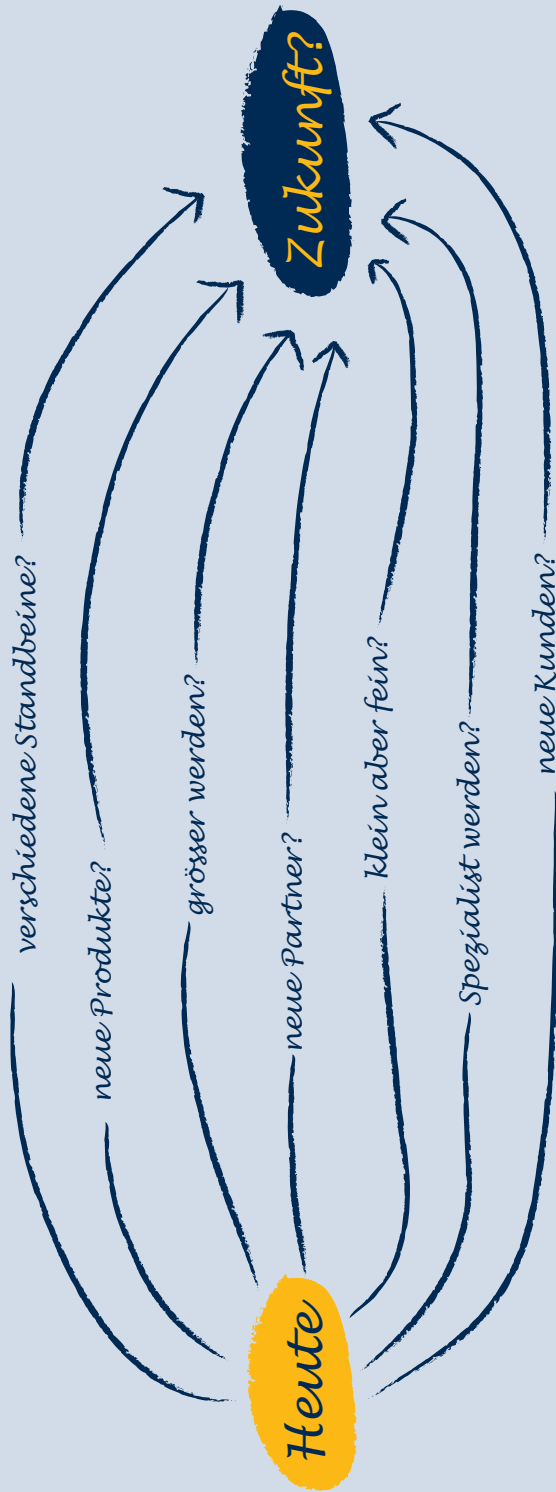 Heute
verschiedene Standbeine?
neue Produkte?
grösser werden?
neue Partner?
klein aber fein?
Spezialist werden?
neue Kunden?
Zukunft?